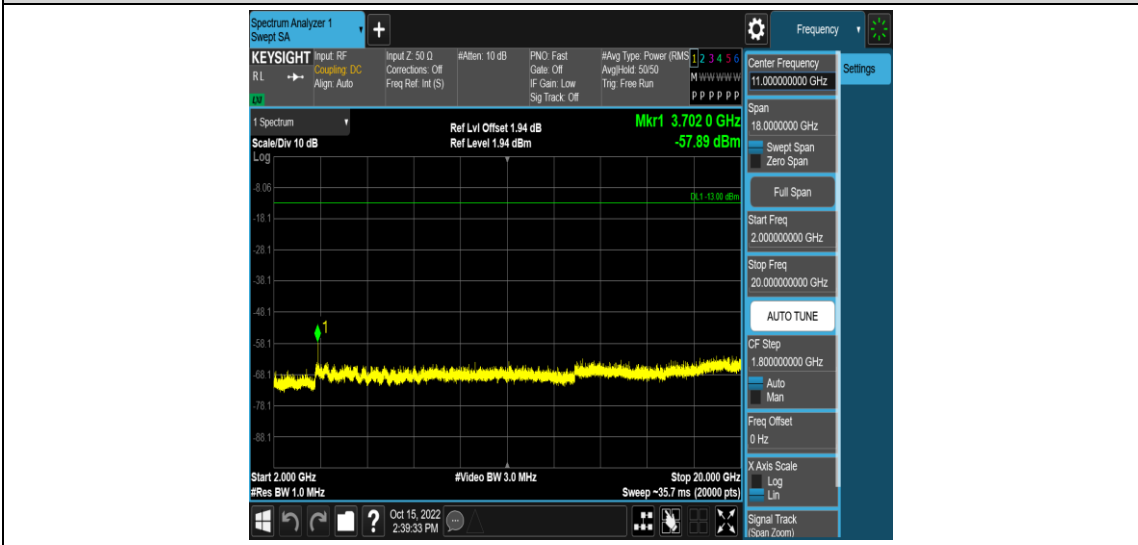 Spectrum Analyzer 1
Swept SA
+
Frequency
KEYSIGHT
Input: RF
Coupling: DC
Align: Auto
Input Z: 50 Ω
Corrections: Off
Freq Ref: Int (S)
#Atten: 10 dB
PNO: Fast
Gate: Off
IF Gain: Low
Sig Track: Off
#Avg Type: Power (RMS
Avg|Hold: 50/50
Trig: Free Run
1 2 3 4 5 6
M W W W W W
P P P P P P
RL
1 Spectrum
Scale/Div 10 dB
Log
Ref Lvl Offset 1.94 dB
Ref Level 1.94 dBm
Mkr1 3.702 0 GHz
-57.89 dBm
DL1 -13.00 dBm
-8.06
-18.1
-28.1
-38.1
-48.1
-58.1
-68.1
-78.1
-88.1
1
Start 2.000 GHz
#Res BW 1.0 MHz
#Video BW 3.0 MHz
Stop 20.000 GHz
Sweep ~35.7 ms (20000 pts)
?
Oct 15, 2022
2:39:33 PM
Center Frequency
11.000000000 GHz
Settings
Span
18.0000000 GHz
Swept Span
Zero Span
Full Span
Start Freq
2.000000000 GHz
Stop Freq
20.000000000 GHz
AUTO TUNE
CF Step
1.800000000 GHz
Auto
Man
Freq Offset
0 Hz
X Axis Scale
Log
Lin
Signal Track
(Span Zoom)